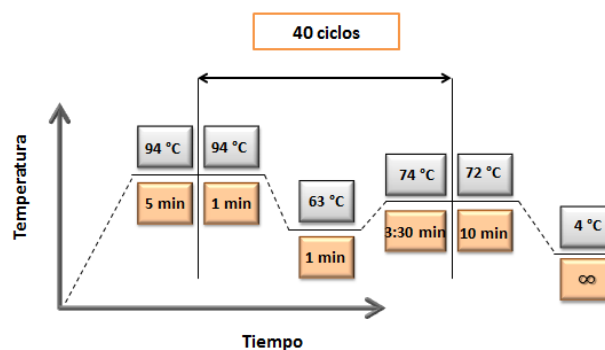 40 ciclos
Temperatura
94 °C
94 °C
5 min
1 min
63 °C
1 min
74 °C
72 °C
3:30 min
10 min
4 °C
∞
Tiempo